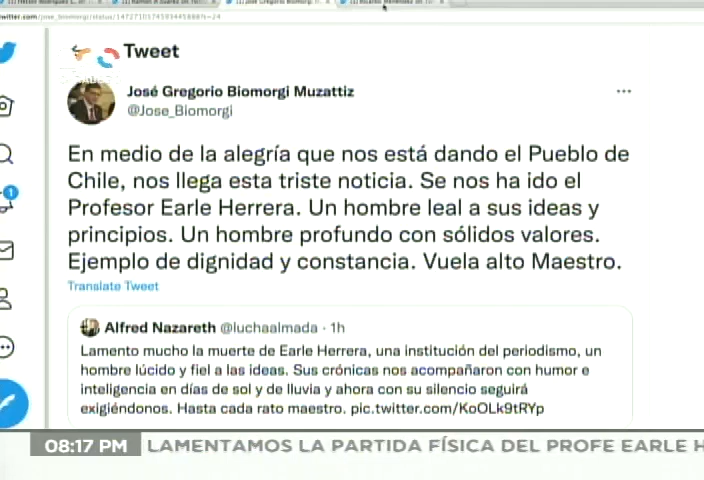 Tweet
José Gregorio Biomorgi Muzattiz
@Jose_Biomorgi
En medio de la alegría que nos está dando el Pueblo de
Chile, nos llega esta triste noticia. Se nos ha ido el
Profesor Earle Herrera. Un hombre leal a sus ideas y
principios. Un hombre profundo con sólidos valores.
Ejemplo de dignidad y constancia. Vuela alto Maestro.
Translate Tweet
Alfred Nazareth @luchaalmada · 1h
Lamento mucho la muerte de Earle Herrera, una institución del periodismo, un
hombre lúcido y fiel a las ideas. Sus crónicas nos acompañaron con humor e
inteligencia en días de sol y de lluvia y ahora con su silencio seguirá
exigiéndonos. Hasta cada rato maestro. pic.twitter.com/KoOLk9tRYp
1
08:17 PM LAMENTAMOS LA PARTIDA FÍSICA DEL PROFE EARLE H